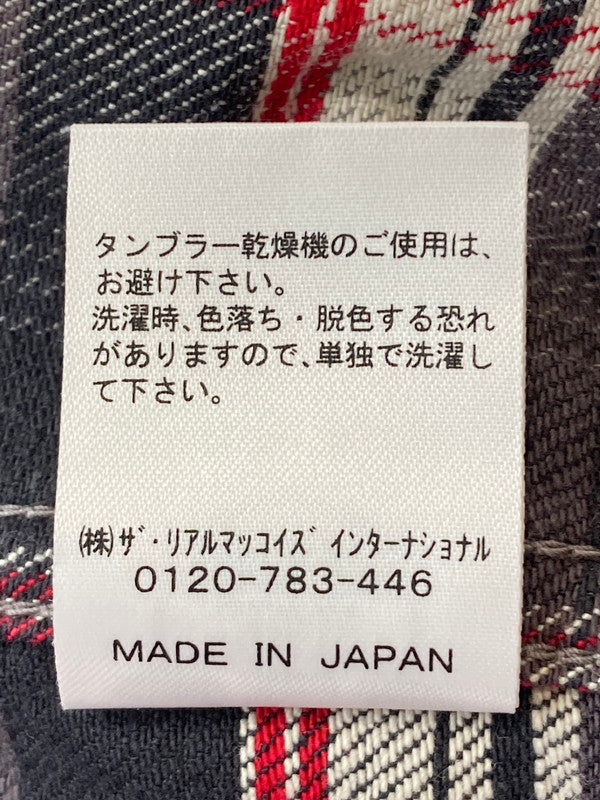 タンブラー乾燥機のご使用は、
お避け下さい。
洗濯時、色落ち・脱色する恐れ
がありますので、単独で洗濯し
て下さい。
㈱ザ・リアルマッコイズ インターナショナル
0120-783-446
MADE IN JAPAN